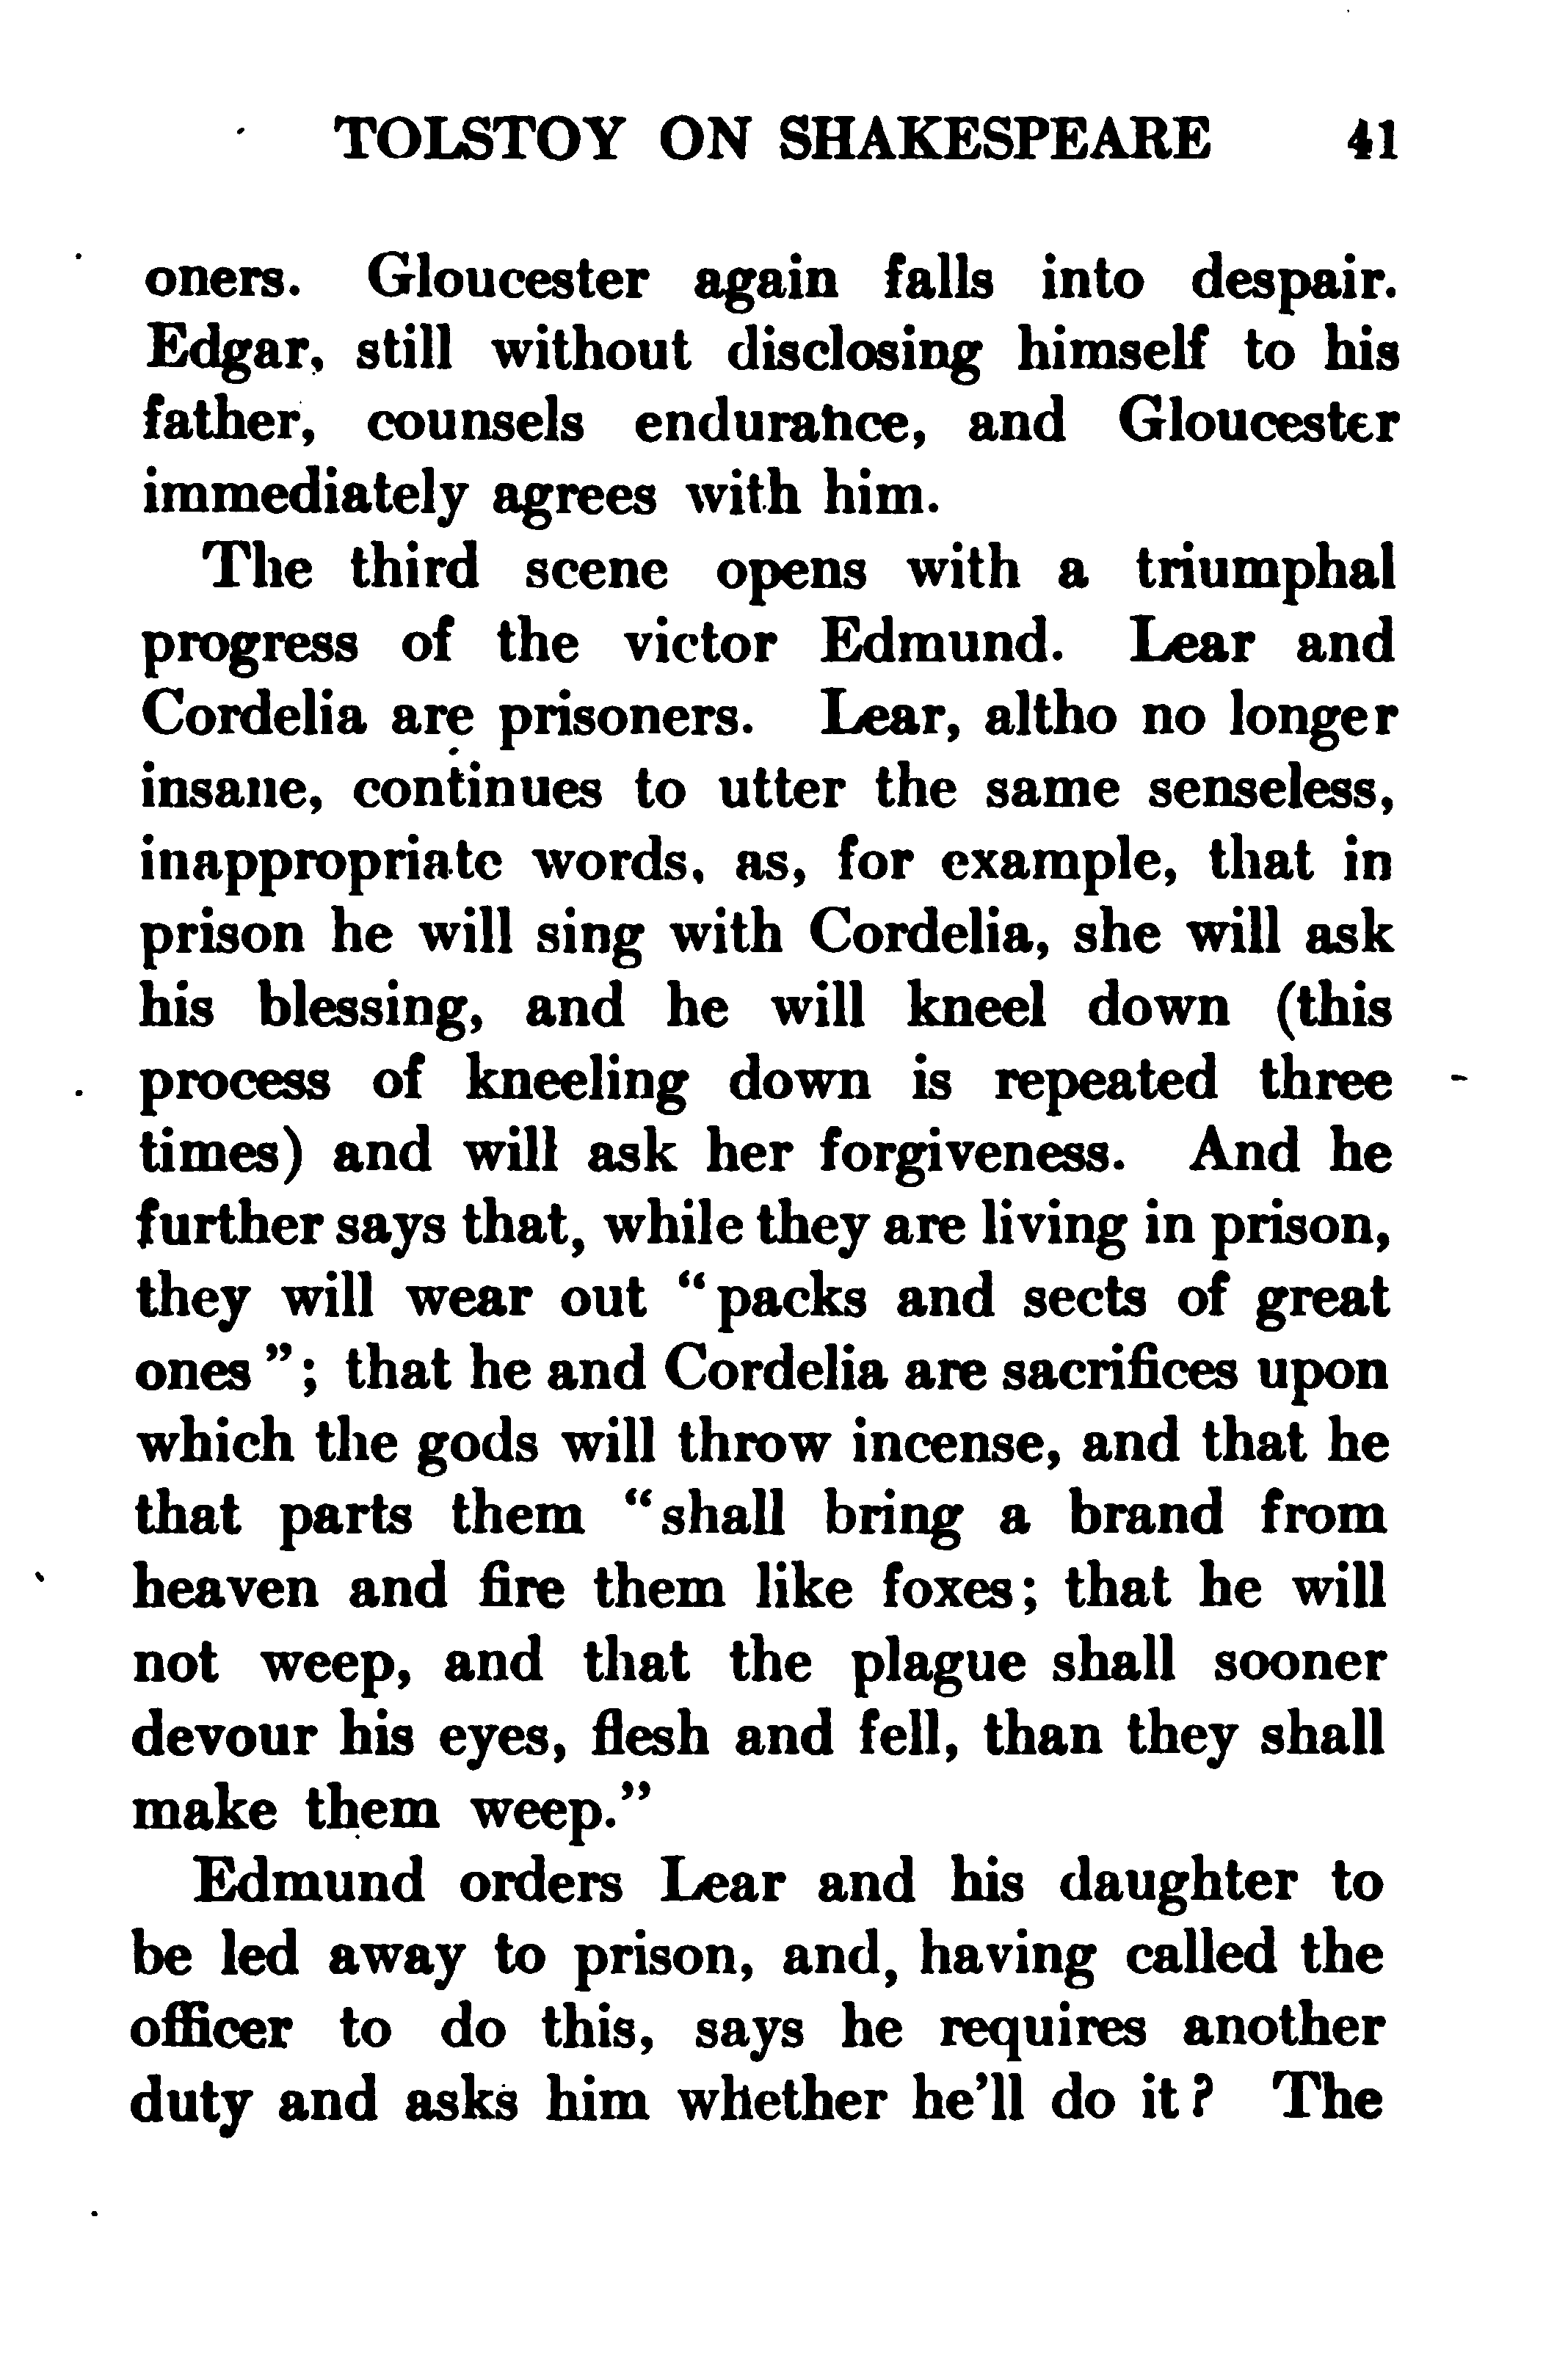 TOLSTOY ON SHAKESPEARE 41
oners. Gloucester again falls into despair.
Edgar, still without disclosing himself to his
father, counsels endurance, and Gloucester
immediately agrees with him.
The third scene opens with a triumphal
progress of the victor Edmund. Lear and
Cordelia are prisoners. Lear, altho no longer
insane, continues to utter the same senseless,
inappropriate words, as, for example, that in
prison he will sing with Cordelia, she will ask
his blessing, and he will kneel down (this
process of kneeling down is repeated three
times) and will ask her forgiveness. And he
further says that, while they are living in prison,
they will wear out "packs and sects of great
ones"; that he and Cordelia are sacrifices upon
which the gods will throw incense, and that he
that parts them "shall bring a brand from
heaven and fire them like foxes; that he will
not weep, and that the plague shall sooner
devour his eyes, flesh and fell, than they shall
make them weep."
Edmund orders Lear and his daughter to
be led away to prison, and, having called the
officer to do this, says he requires another
duty and asks him whether he'll do it? The